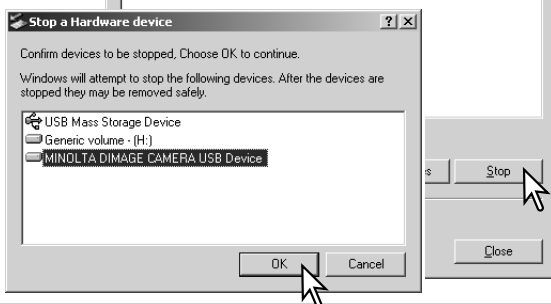 Stop a Hardware device
Confirm devices to be stopped, Choose OK to continue.
Windows will attempt to stop the following devices. After the devices are
stopped they may be removed safely.
USB Mass Storage Device
Generic volume - (H:)
MINOLTA DIMAGE CAMERA USB Device
OK
Cancel
Stop
Close